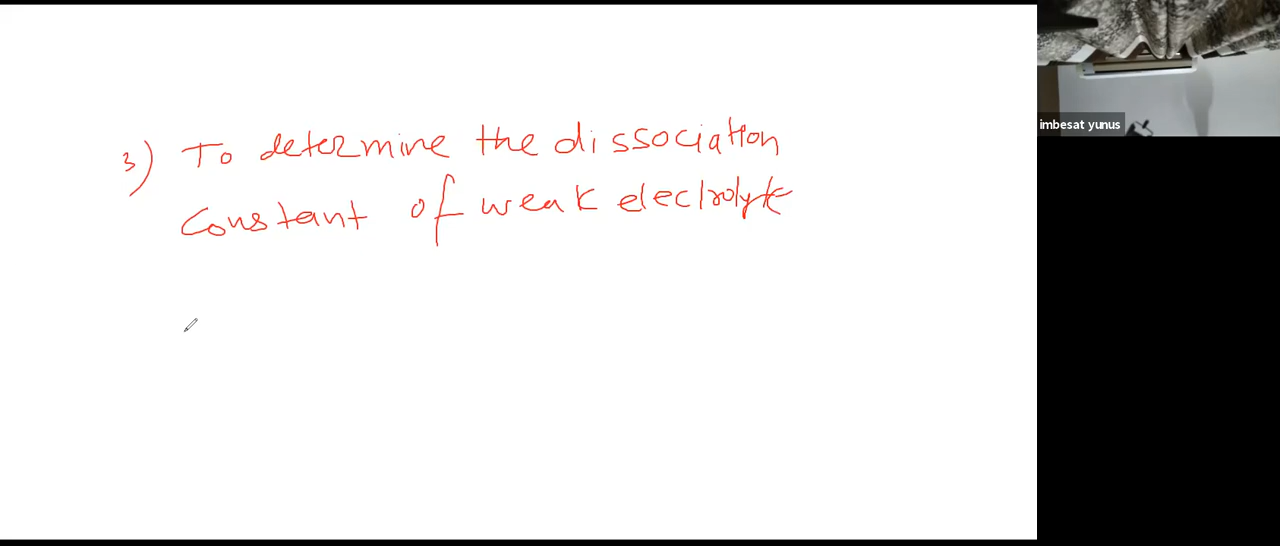 3) To determine the dissociation
constant of weak electrolyte
imbesat yunus